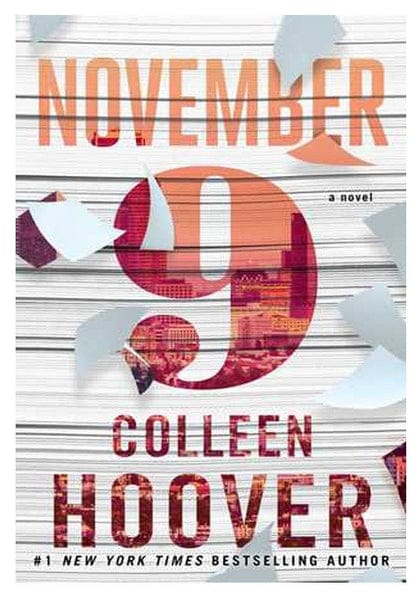 NOVEMBER
9
a novel
COLLEEN
HOOVER
#1 NEW YORK TIMES BESTSELLING AUTHOR